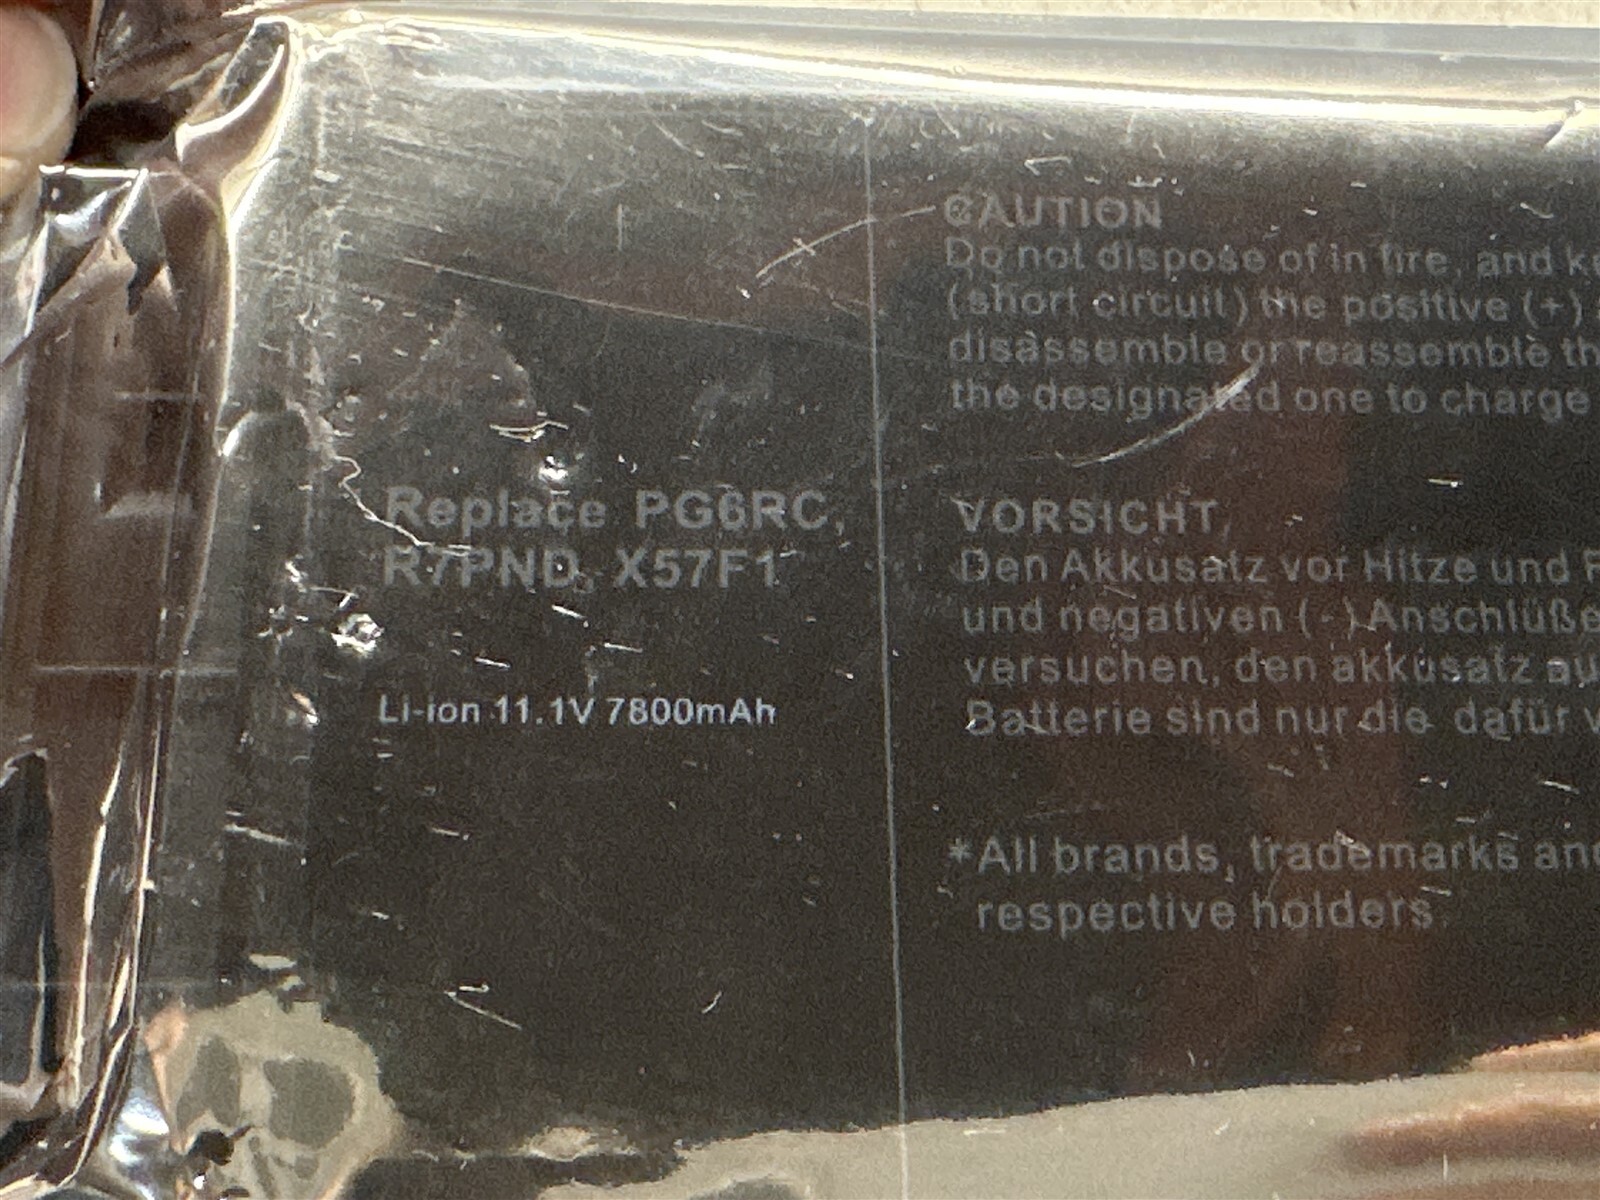 Replace PG6RC,
R7PND, X57F1
Li-ion 11.1V 7800mAh
CAUTION
Do not dispose of in fire, and
(short circuit) the positive (+)
disassemble or reassemble
the designated one to charge
VORSICHT
Den Akkusatz vor Hitze und
und negativen (-) Anschlüße
versuchen, den akkusatz
Batterie sind nur die dafür
*All brands, trademarks
respective holders